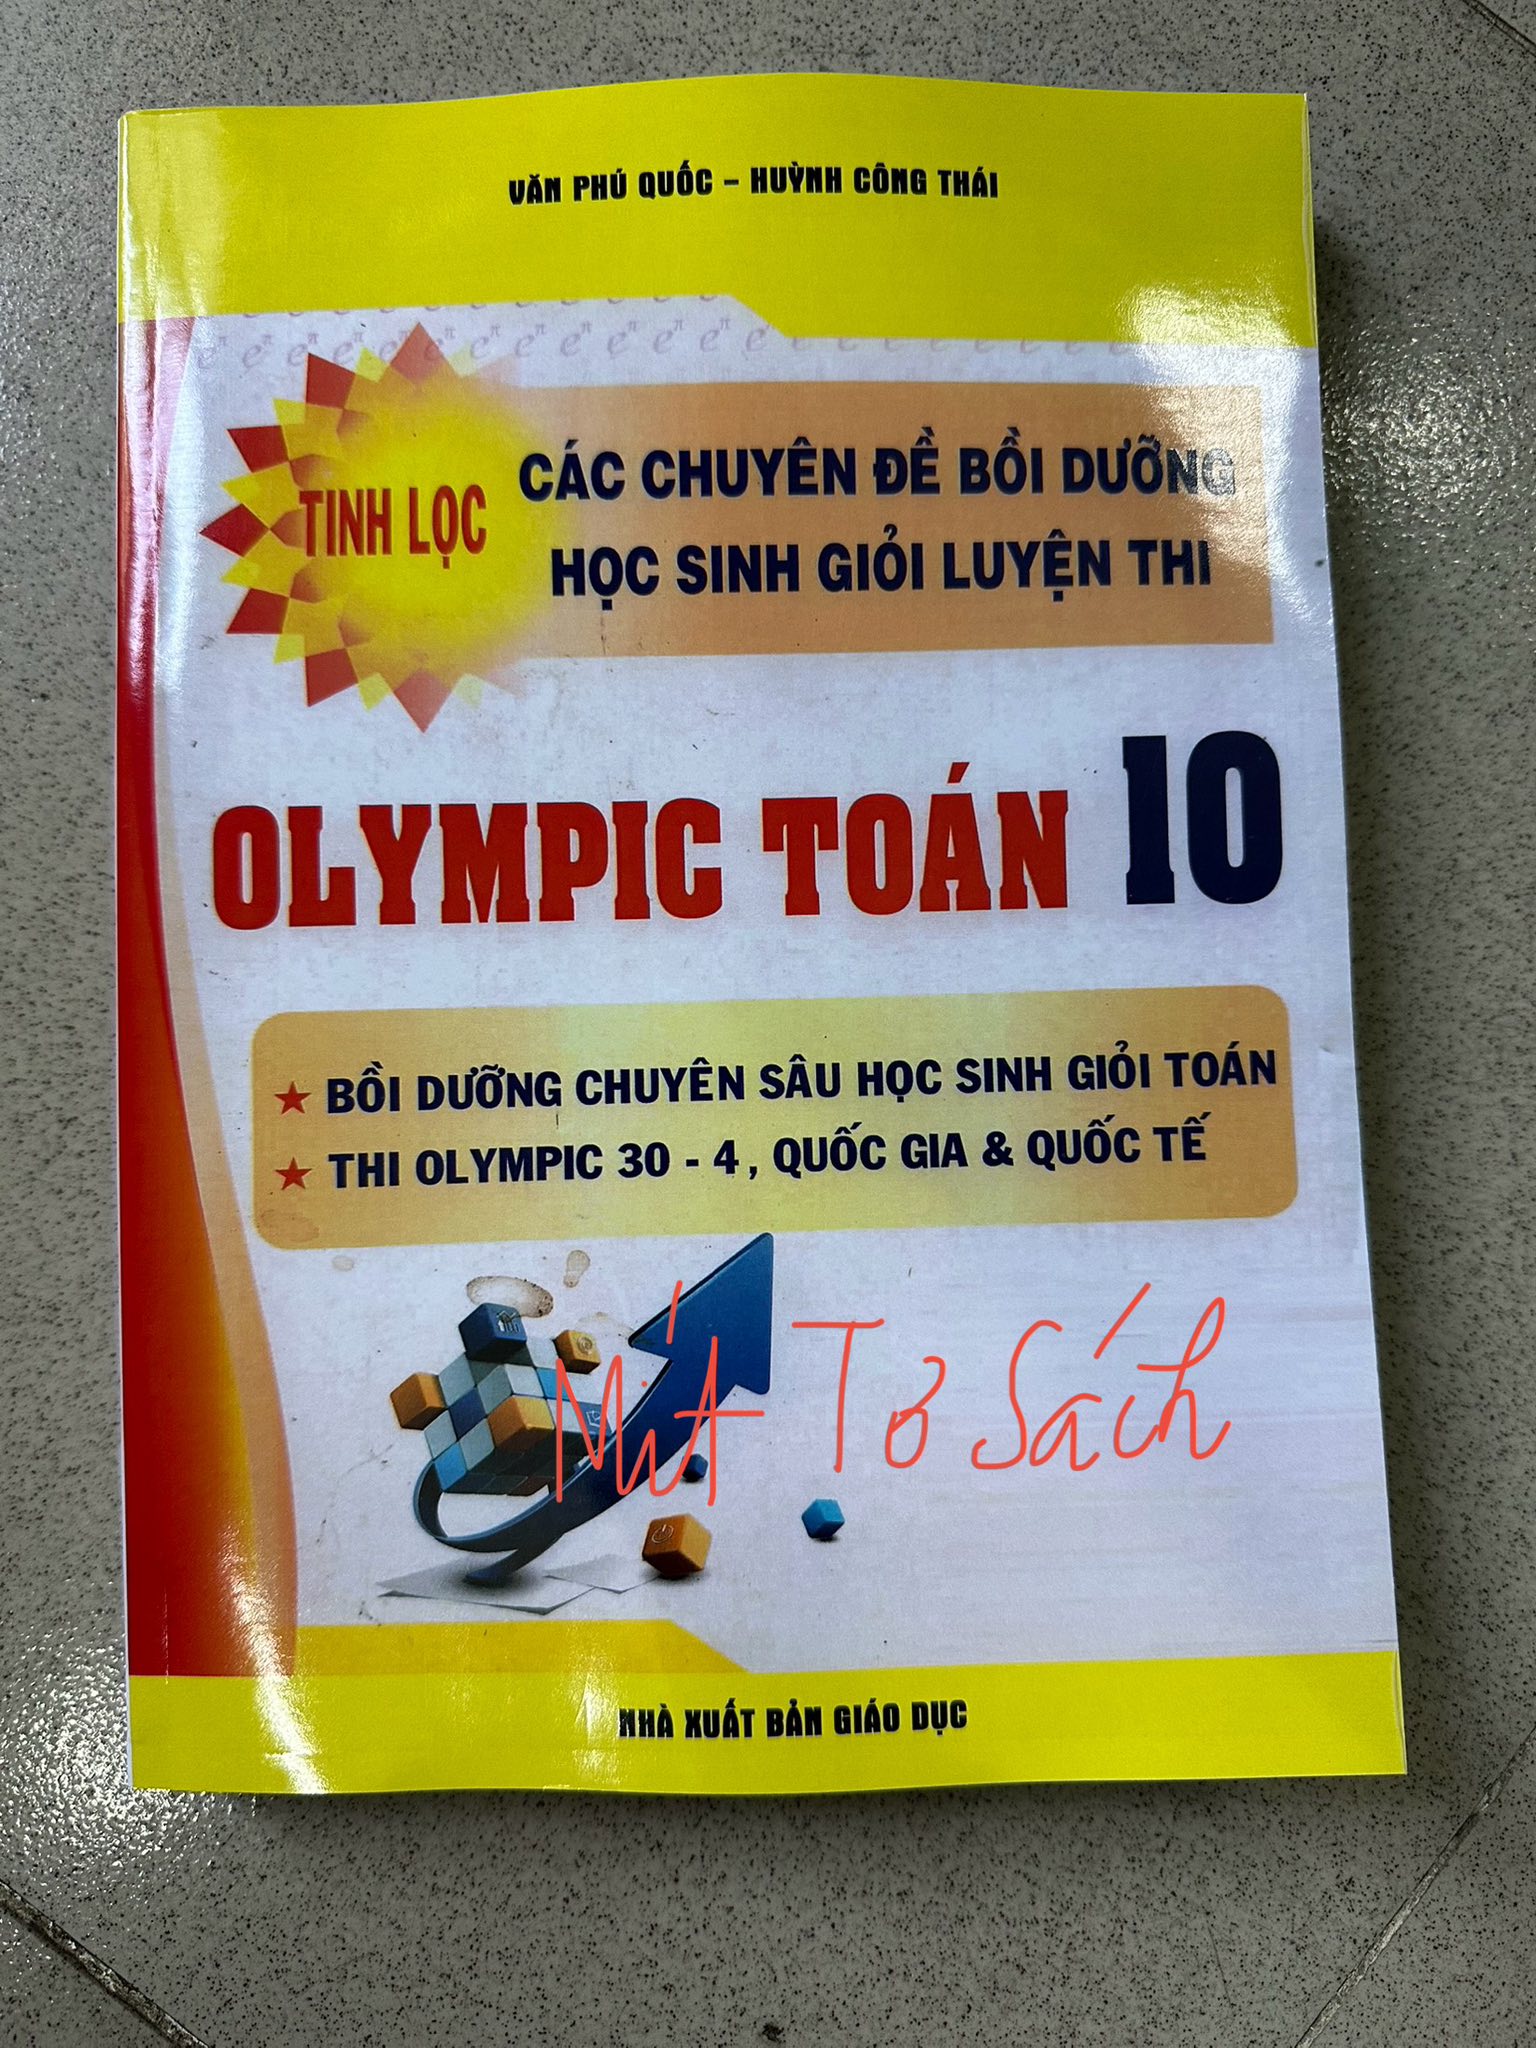 VĂN PHÚ QUỐC – HUỲNH CÔNG THÁI
TINH LỌC
CÁC CHUYÊN ĐỀ BỒI DƯỠNG
HỌC SINH GIỎI LUYỆN THI
OLYMPIC TOÁN 10
★ BỒI DƯỠNG CHUYÊN SÂU HỌC SINH GIỎI TOÁN
★ THI OLYMPIC 30 - 4, QUỐC GIA & QUỐC TẾ
Mít Tơ Sách
NHÀ XUẤT BẢN GIÁO DỤC